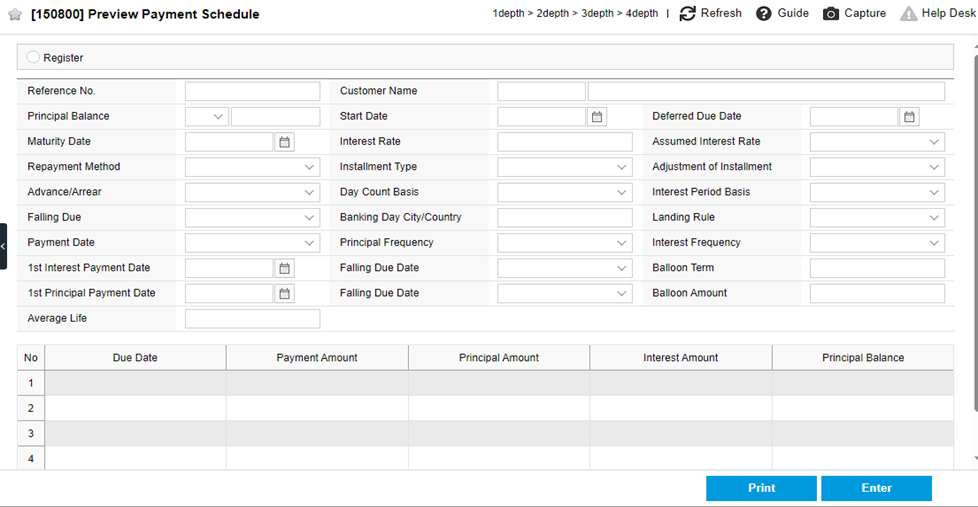 [150800] Preview Payment Schedule 1depth > 2depth > 3depth > 4depth | Refresh Guide Capture Help Desk
Register
Reference No. Customer Name
Principal Balance Start Date Deferred Due Date
Maturity Date Interest Rate Assumed Interest Rate
Repayment Method Installment Type Adjustment of Installment
Advance/Arrear Day Count Basis Interest Period Basis
Falling Due Banking Day City/Country Landing Rule
Payment Date Principal Frequency Interest Frequency
1st Interest Payment Date Falling Due Date Balloon Term
1st Principal Payment Date Falling Due Date Balloon Amount
Average Life
No Due Date Payment Amount Principal Amount Interest Amount Principal Balance
1
2
3
4
Print Enter